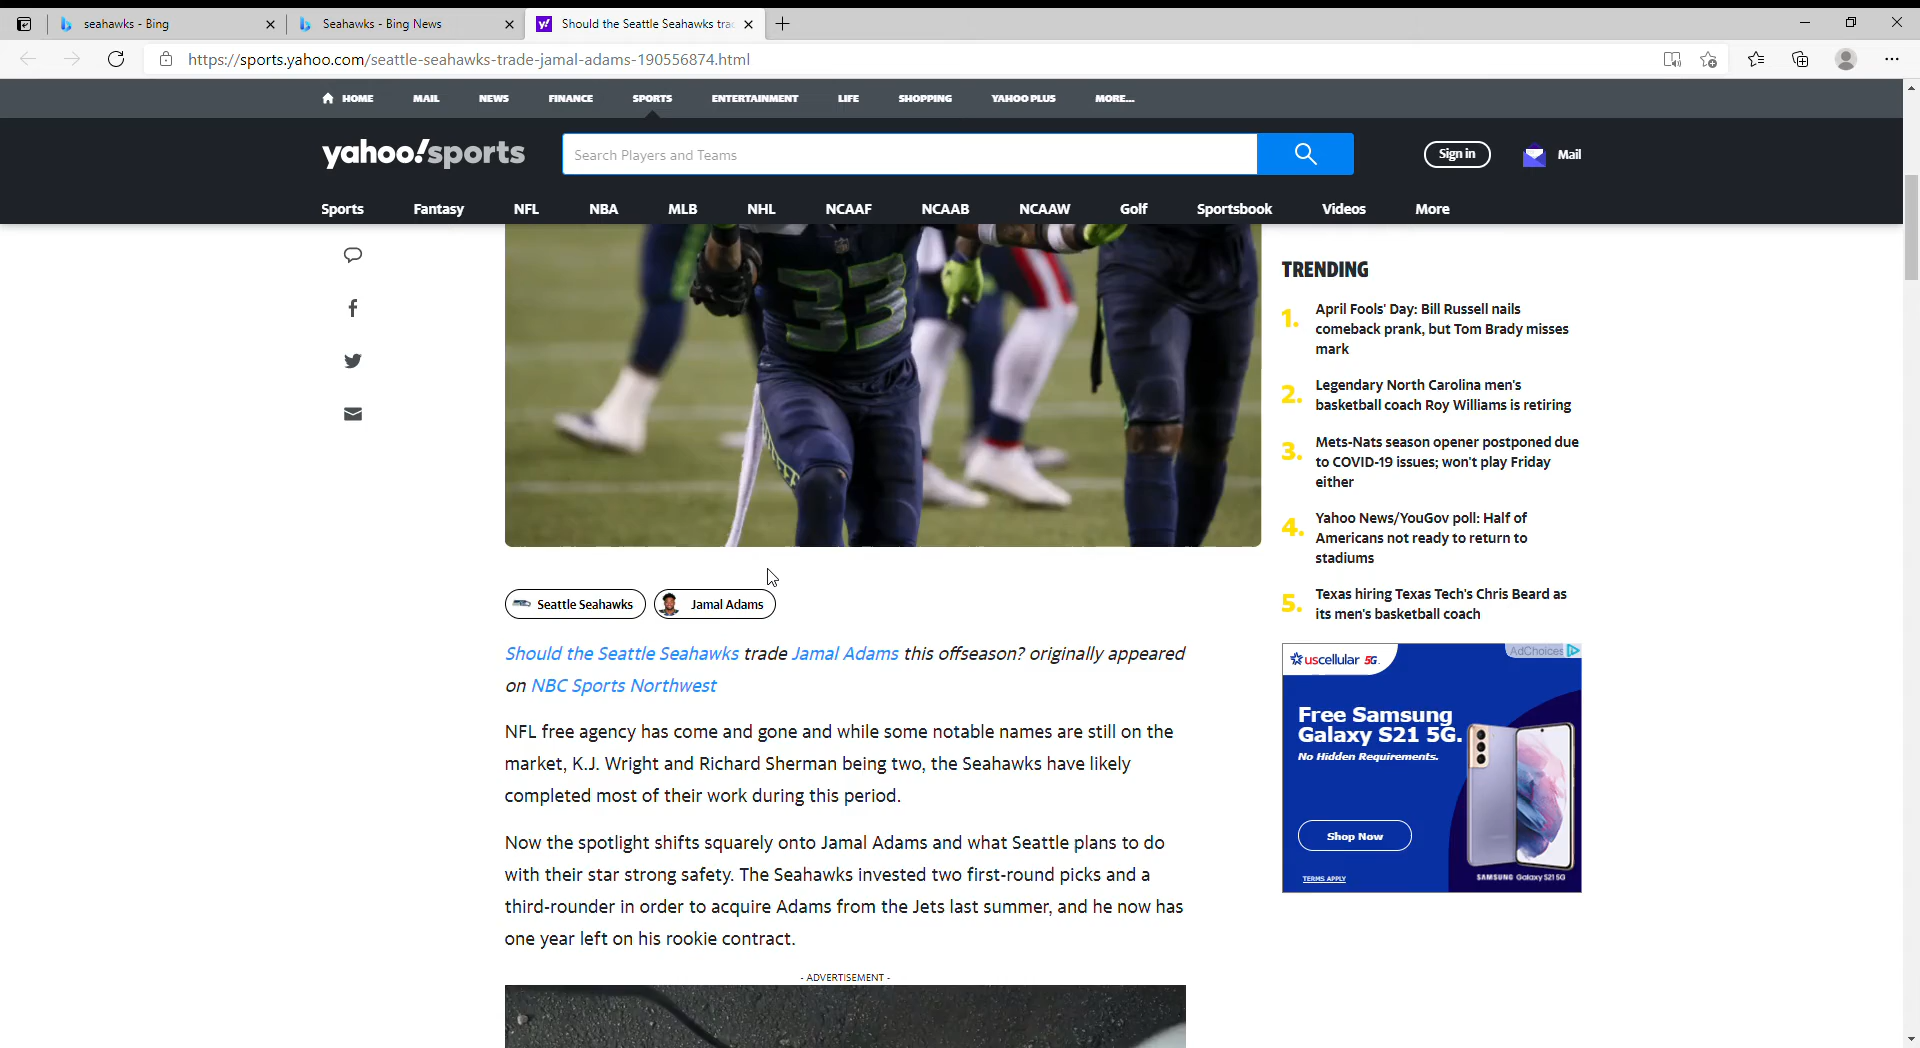 seahawks - Bing
Seahawks - Bing News
Should the Seattle Seahawks tra
https://sports.yahoo.com/seattle-seahawks-trade-jamal-adams-190556874.html
HOME MAIL NEWS FINANCE SPORTS ENTERTAINMENT LIFE SHOPPING YAHOO PLUS MORE...
yahoo!sports
Search Players and Teams
Sign in
Mail
Sports Fantasy NFL NBA MLB NHL NCAAF NCAAB NCAAW Golf Sportsbook Videos More
33
Seattle Seahawks
Jamal Adams
Should the Seattle Seahawks trade Jamal Adams this offseason? originally appeared
on NBC Sports Northwest
NFL free agency has come and gone and while some notable names are still on the
market, K.J. Wright and Richard Sherman being two, the Seahawks have likely
completed most of their work during this period.
Now the spotlight shifts squarely onto Jamal Adams and what Seattle plans to do
with their star strong safety. The Seahawks invested two first-round picks and a
third-rounder in order to acquire Adams from the Jets last summer, and he now has
one year left on his rookie contract.
- ADVERTISEMENT -
TRENDING
1. April Fools' Day: Bill Russell nails
comeback prank, but Tom Brady misses
mark
2. Legendary North Carolina men's
basketball coach Roy Williams is retiring
3. Mets-Nats season opener postponed due
to COVID-19 issues; won't play Friday
either
4. Yahoo News/YouGov poll: Half of
Americans not ready to return to
stadiums
5. Texas hiring Texas Tech's Chris Beard as
its men's basketball coach
uscellular 5G.
AdChoices
Free Samsung
Galaxy S21 5G.
No Hidden Requirements.
Shop Now
TERMS APPLY
SAMSUNG Galaxy S21 5G